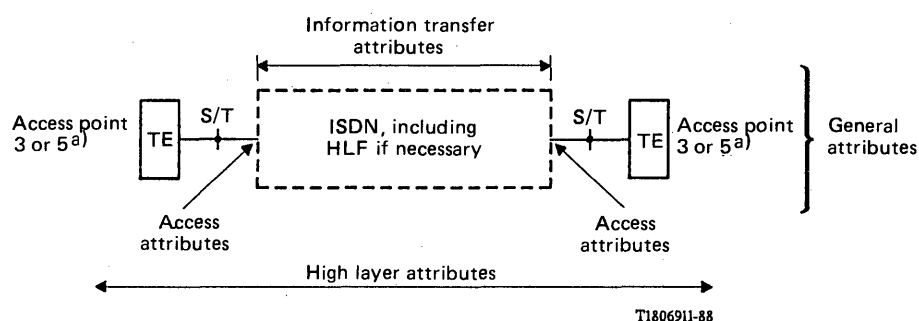 Information transfer
attributes
Access point
3 or 5a)
TE
S/T
ISDN, including
HLF if necessary
S/T
TE
Access point
3 or 5a)
General
attributes
Access
attributes
Access
attributes
High layer attributes
T1806911-88